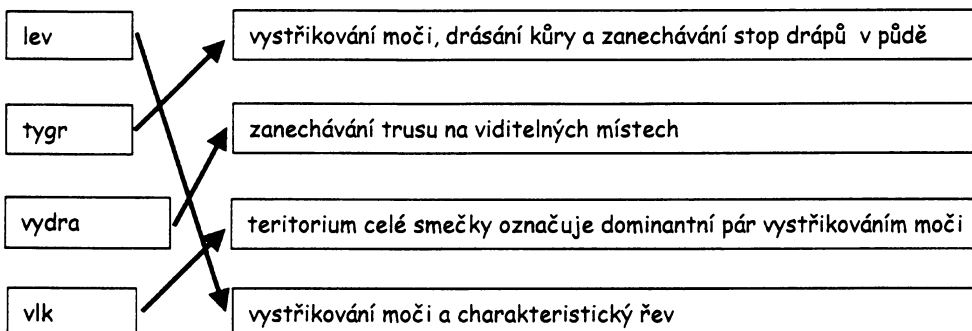 lev
vystřikování moči, drásání kůry a zanechávání stop drápů v půdě
tygr
zanechávání trusu na viditelných místech
vydra
teritorium celé smečky označuje dominantní pár vystřikováním moči
vlk
vystřikování moči a charakteristický řev